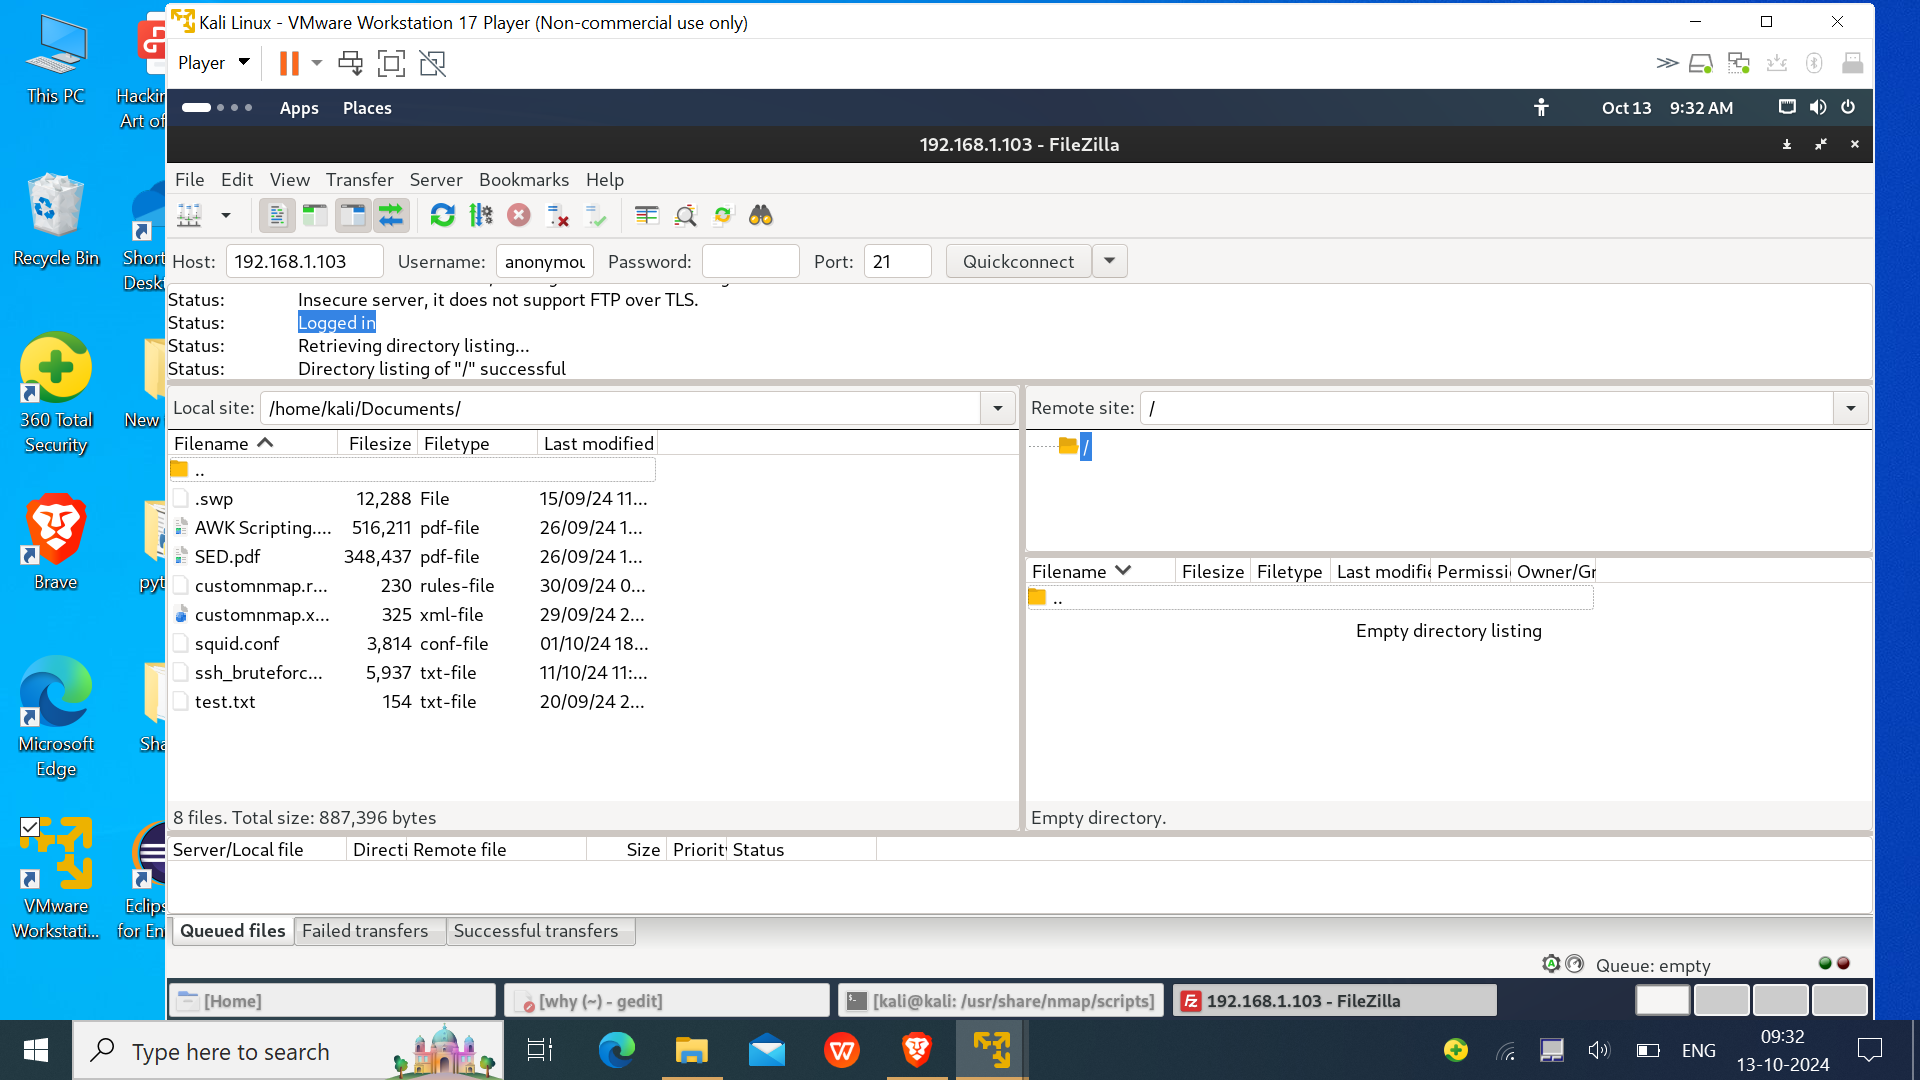 Kali Linux - VMware Workstation 17 Player (Non-commercial use only)
Player
Apps Places
Oct 13 9:32 AM
192.168.1.103 - FileZilla
File Edit View Transfer Server Bookmarks Help
Host: 192.168.1.103 Username: anonymou Password: Port: 21 Quickconnect
Status: Insecure server, it does not support FTP over TLS.
Status: Logged in
Status: Retrieving directory listing...
Status: Directory listing of "/" successful
Local site: /home/kali/Documents/
Filename Filesize Filetype Last modified
..
.swp 12,288 File 15/09/24 11...
AWK Scripting.... 516,211 pdf-file 26/09/24 1...
SED.pdf 348,437 pdf-file 26/09/24 1...
customnmap.r... 230 rules-file 30/09/24 0...
customnmap.x... 325 xml-file 29/09/24 2...
squid.conf 3,814 conf-file 01/10/24 18...
ssh_bruteforc... 5,937 txt-file 11/10/24 11:...
test.txt 154 txt-file 20/09/24 2...
8 files. Total size: 887,396 bytes
Remote site: /
/
Filename Filesize Filetype Last modifie Permissi Owner/Gr
..
Empty directory listing
Empty directory.
Server/Local file Directi Remote file Size Priorit Status
Queued files Failed transfers Successful transfers
Queue: empty
[Home] [why (~) - gedit] [kali@kali: /usr/share/nmap/scripts] 192.168.1.103 - FileZilla
This PC
Hackin
Art of
Recycle Bin
Short
Deskt
360 Total
Security
New
Brave
pyt
Microsoft
Edge
Sha
VMware
Workstati...
Eclips
for En
Type here to search
ENG
09:32
13-10-2024